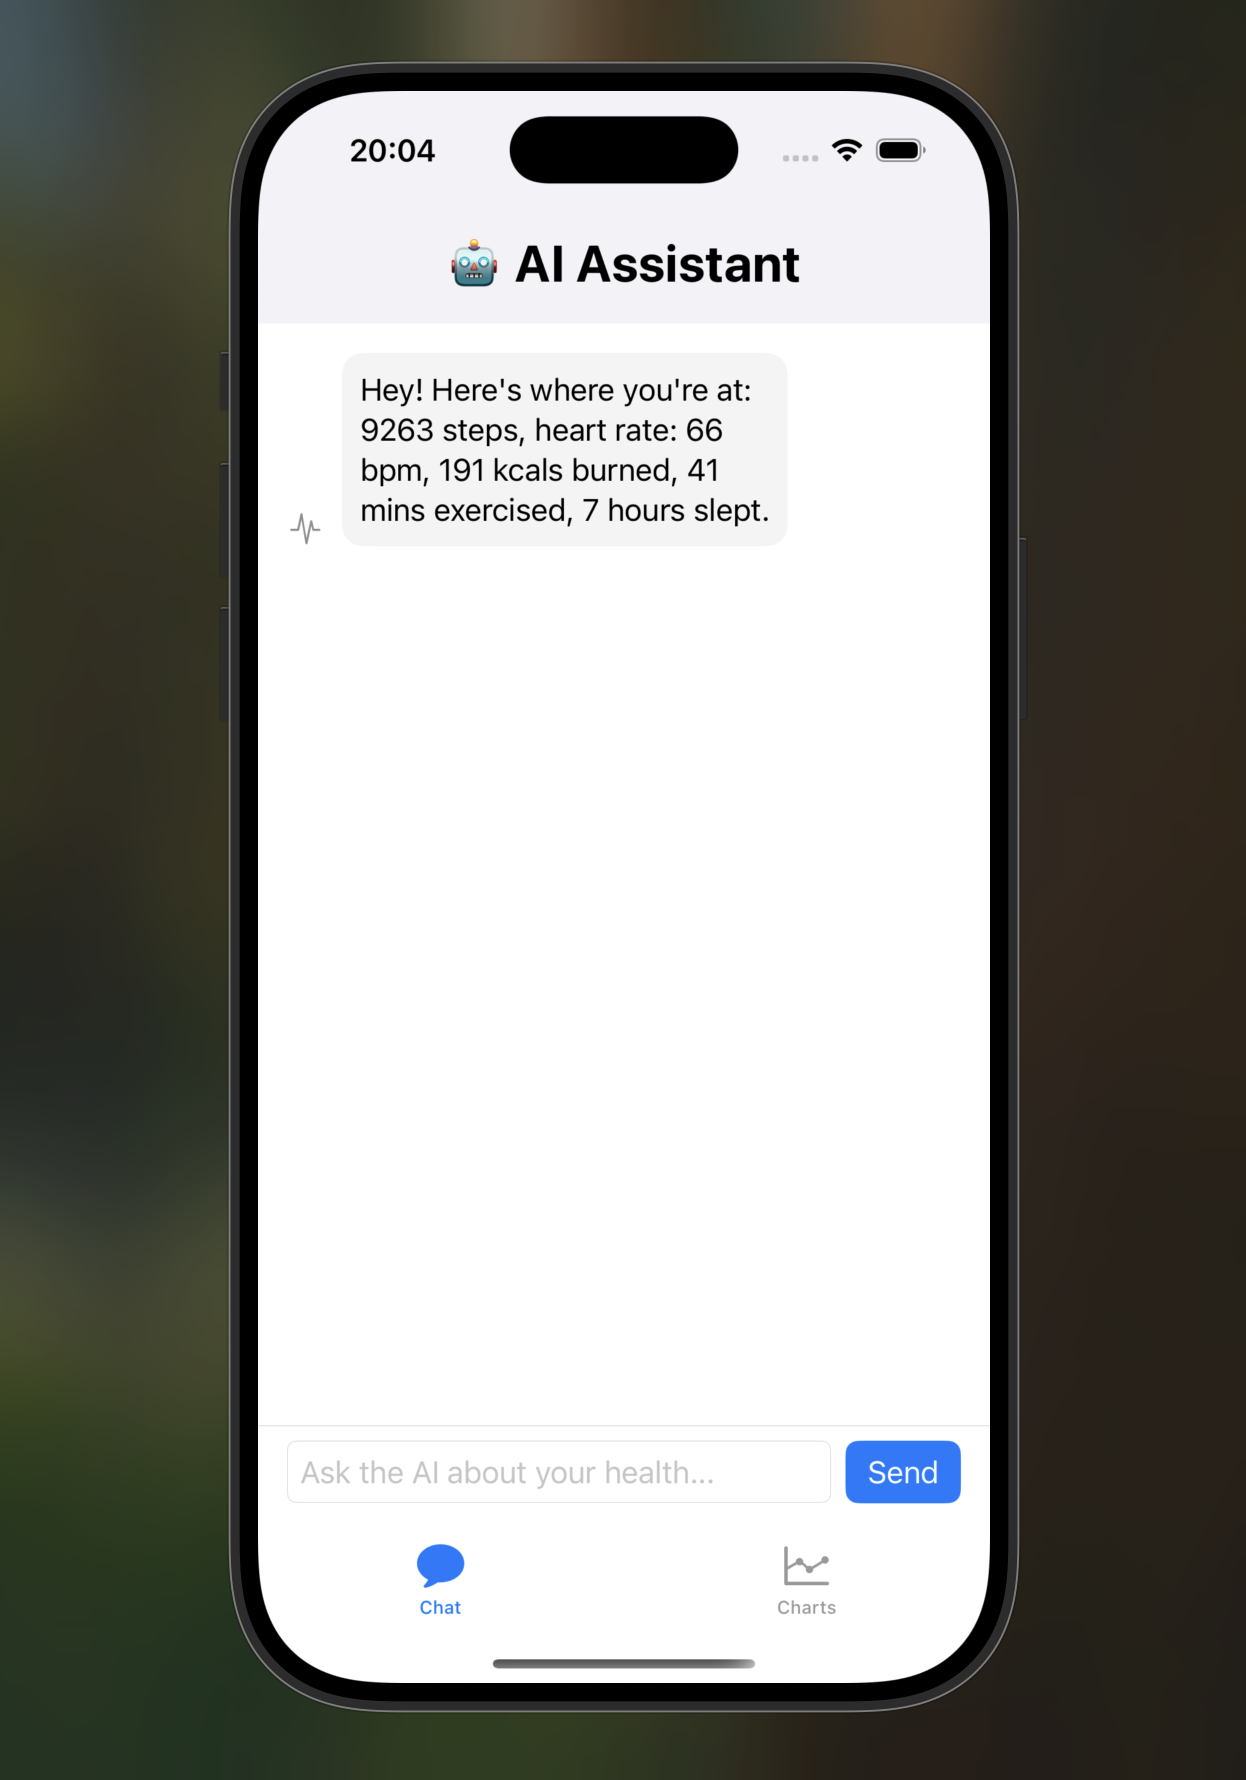 20:04
AI Assistant
Hey! Here's where you're at:
9263 steps, heart rate: 66
bpm, 191 kcals burned, 41
mins exercised, 7 hours slept.
Ask the AI about your health...
Send
Chat
Charts